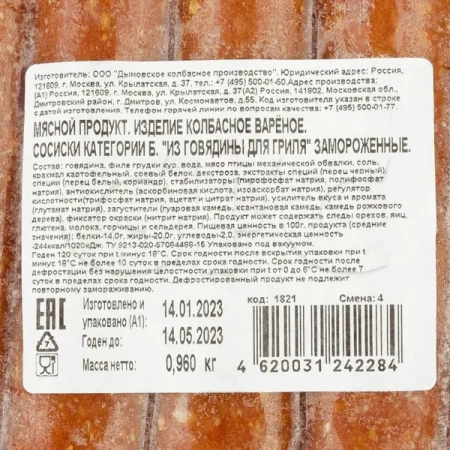 Изготовитель: ООО "Дымовское колбасное производство". Юридический адрес: Россия,
121609, г. Москва, ул. Крылатская, д. 37, тел.: +7 (495) 500-01-50.Адрес производства:
(А1) Россия, 121609, г. Москва, ул. Крылатская, д. 37(А2) Россия, 141802, Московская обл.,
Дмитровский район, г. Дмитров, ул. Космонавтов, д.55. Код изготовителя указан в строке
с датой изготовления. Телефон горячей линии по вопросам качества: +7 (495) 500-01-77.
МЯСНОЙ ПРОДУКТ. ИЗДЕЛИЕ КОЛБАСНОЕ ВАРЁНОЕ.
СОСИСКИ КАТЕГОРИИ Б. "ИЗ ГОВЯДИНЫ ДЛЯ ГРИЛЯ" ЗАМОРОЖЕННЫЕ.
Состав: говядина, филе грудки кур, вода, мясо птицы механической обвалки, соль,
крахмал картофельный, соевый белок, декстроза, экстракты специй (перец черный),
специи (перец белый, кориандр), стабилизаторы (пирофосфат натрия, полифосфат
натрия), антиокислитель (аскорбиновая кислота, изоаскорбат натрия), регулятор
кислотности(трифосфат натрия, ацетат и цитрат натрия), усилитель вкуса и аромата
(глутамат натрия), загустители (гуаровая камедь, ксантановая камедь, камедь рожкового
дерева), фиксатор окраски (нитрит натрия). Продукт может содержать следы орехов, яиц,
глютена, молока, горчицы и сельдерея. Пищевая ценность в 100г. продукта (средние
значения): белки-14.0г, жиры-20.0г, углеводы-2.0, энергетическая ценность
-244ккал/1020кДж. ТУ 9213-020-57064498-15 Упаковано под вакуумом.
Годен 120 суток при t минус 18°С. Срок годности после вскрытия упаковки при t
минус 18°С не более 10 суток в пределах срока годности. Срок годности после
дефростации без нарушения целостности упаковки при t от 0 до 6°С не более 7
суток в пределах срока годности. Дефростированный продукт не подлежит
повторному замораживанию.
Изготовлено и упаковано (А1): 14.01.2023
Годен до: 14.05.2023
Масса нетто: 0,960 кг
код: 1821 Смена: 4
4 620031 242284
EAC